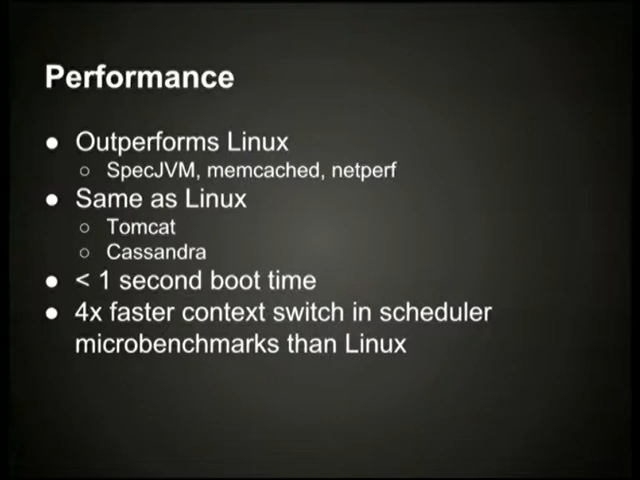 Performance
● Outperforms Linux
○ SpecJVM, memcached, netperf
● Same as Linux
○ Tomcat
○ Cassandra
● < 1 second boot time
● 4x faster context switch in scheduler
microbenchmarks than Linux